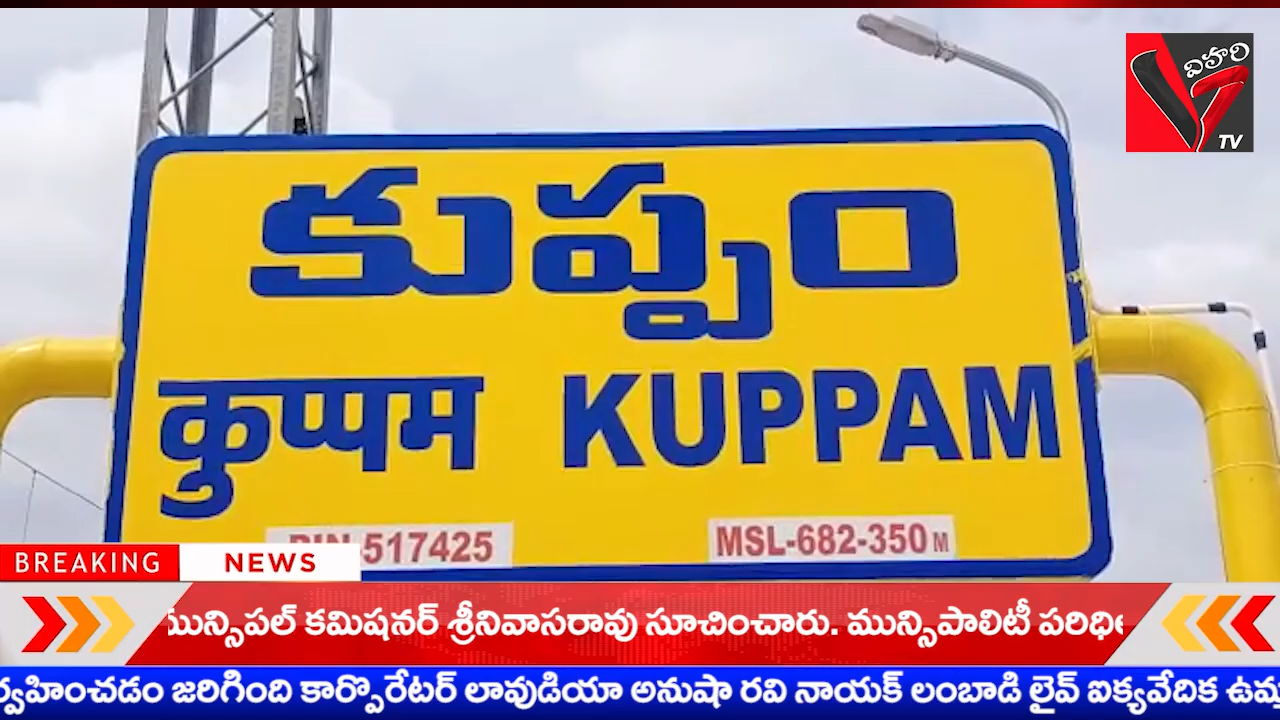 విహారి
TV
కుప్పం
कुप्पम KUPPAM
PIN-517425 MSL-682-350 M
BREAKING NEWS
మున్సిపల్ కమిషనర్ శ్రీనివాసరావు సూచించారు. మున్సిపాలిటీ
జరిగింది కార్పొరేటర్ లావుడియా అనుషా రవి నాయక్ లంబాడి లైవ్ ఐక్యవేదిక